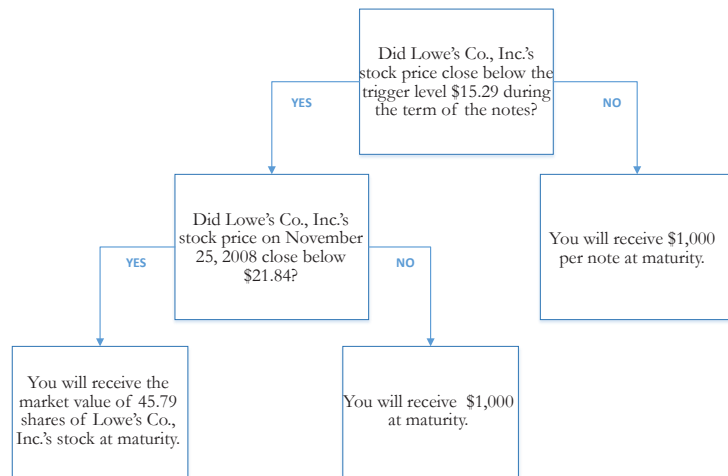 Did Lowe's Co., Inc.'s
stock price close below the
trigger level $15.29 during
the term of the notes?
YES
NO
Did Lowe's Co., Inc.'s
stock price on November
25, 2008 close below
$21.84?
You will receive $1,000
per note at maturity.
YES
NO
You will receive the
market value of 45.79
shares of Lowe's Co.,
Inc.'s stock at maturity.
You will receive $1,000
at maturity.